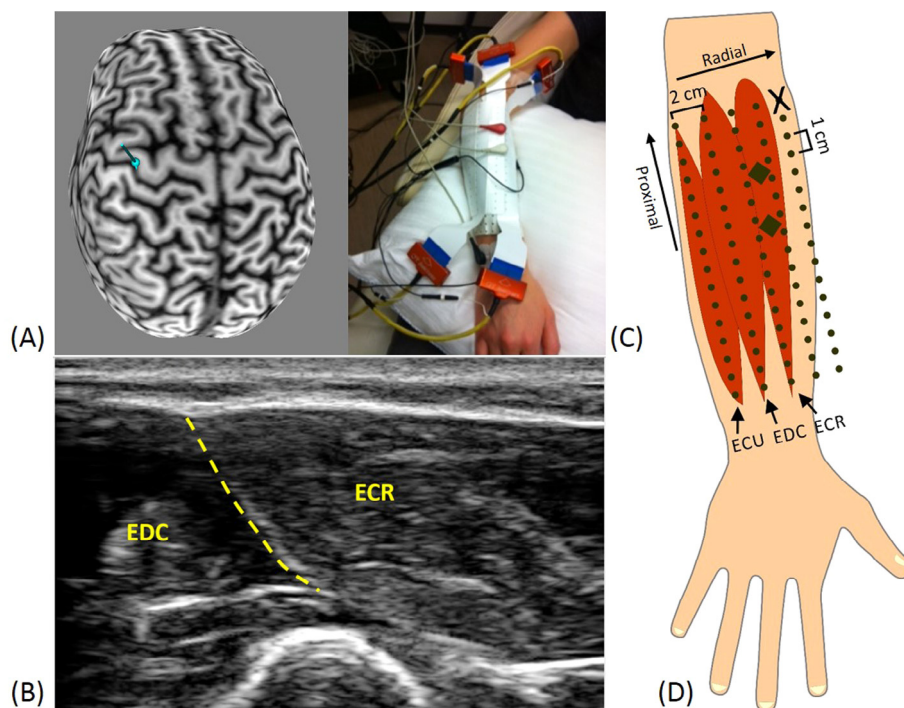 (A)
(B)
EDC
ECR
(C)
Radial
2 cm
X
1 cm
Proximal
ECU
EDC
ECR
(D)